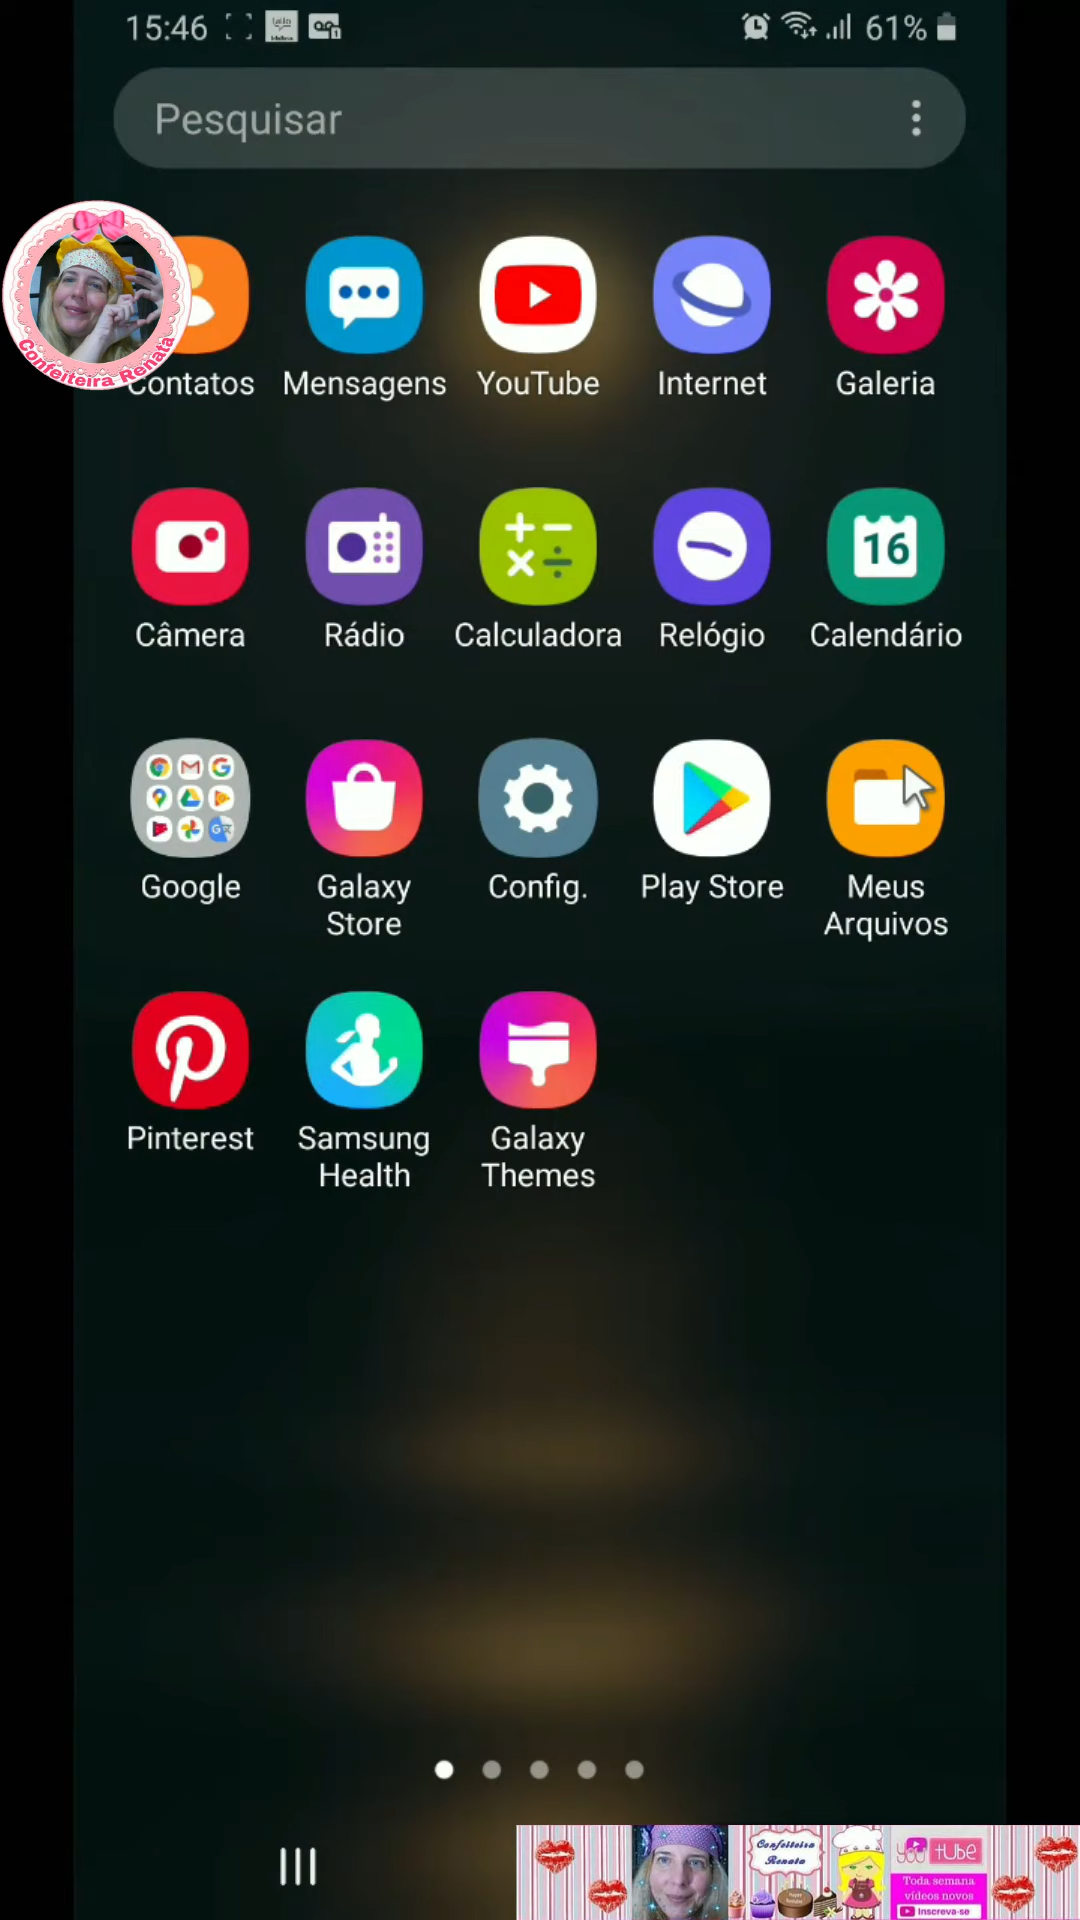 15:46
61%
Pesquisar
Confeiteira Renata
Contatos
Mensagens
YouTube
Internet
Galeria
16
Câmera
Rádio
Calculadora
Relógio
Calendário
Google
Galaxy
Store
Config.
Play Store
Meus
Arquivos
Pinterest
Samsung
Health
Galaxy
Themes
Confeiteira
Renata
YOU tube
Toda semana
vídeos novos
Inscreva-se